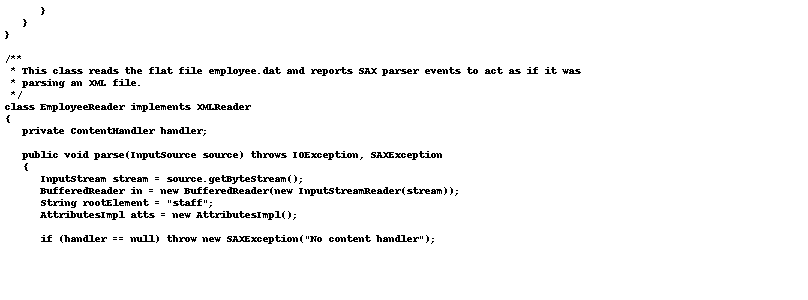 }
   }
}

/**
 * This class reads the flat file employee.dat and reports SAX parser events to act as if it was
 * parsing an XML file.
 */
class EmployeeReader implements XMLReader
{
   private ContentHandler handler;

   public void parse(InputSource source) throws IOException, SAXException
   {
      InputStream stream = source.getByteStream();
      BufferedReader in = new BufferedReader(new InputStreamReader(stream));
      String rootElement = "staff";
      AttributesImpl atts = new AttributesImpl();

      if (handler == null) throw new SAXException("No content handler");